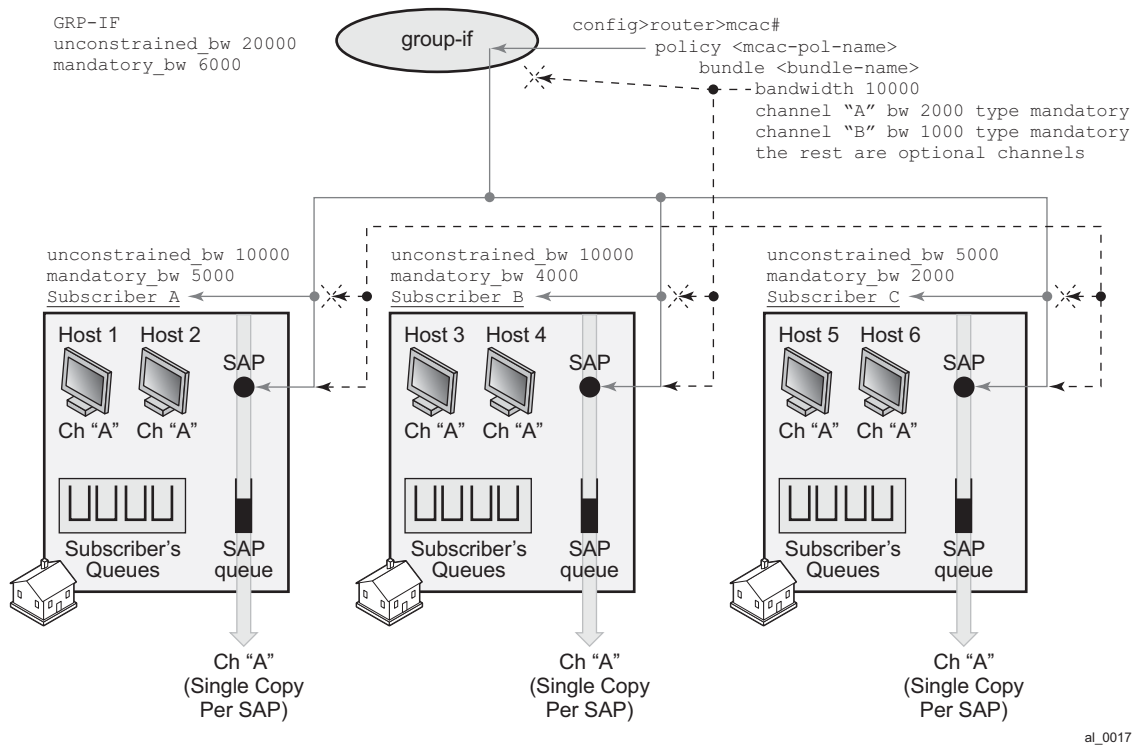 GRP-IF
unconstrained_bw 20000
mandatory_bw 6000
group-if
config>router>mcac#
policy <mcac-pol-name>
bundle <bundle-name>
bandwidth 10000
channel “A” bw 2000 type mandatory
channel “B” bw 1000 type mandatory
the rest are optional channels
unconstrained_bw 10000
mandatory_bw 5000
Subscriber A
unconstrained_bw 10000
mandatory_bw 4000
Subscriber B
unconstrained_bw 5000
mandatory_bw 2000
Subscriber C
Host 1 Host 2
SAP
Ch “A” Ch “A”
Subscriber’s
Queues
SAP
queue
Host 3 Host 4
SAP
Ch “A” Ch “A”
Subscriber’s
Queues
SAP
queue
Host 5 Host 6
SAP
Ch “A” Ch “A”
Subscriber’s
Queues
SAP
queue
Ch “A”
(Single Copy
Per SAP)
Ch “A”
(Single Copy
Per SAP)
Ch “A”
(Single Copy
Per SAP)
al_0017